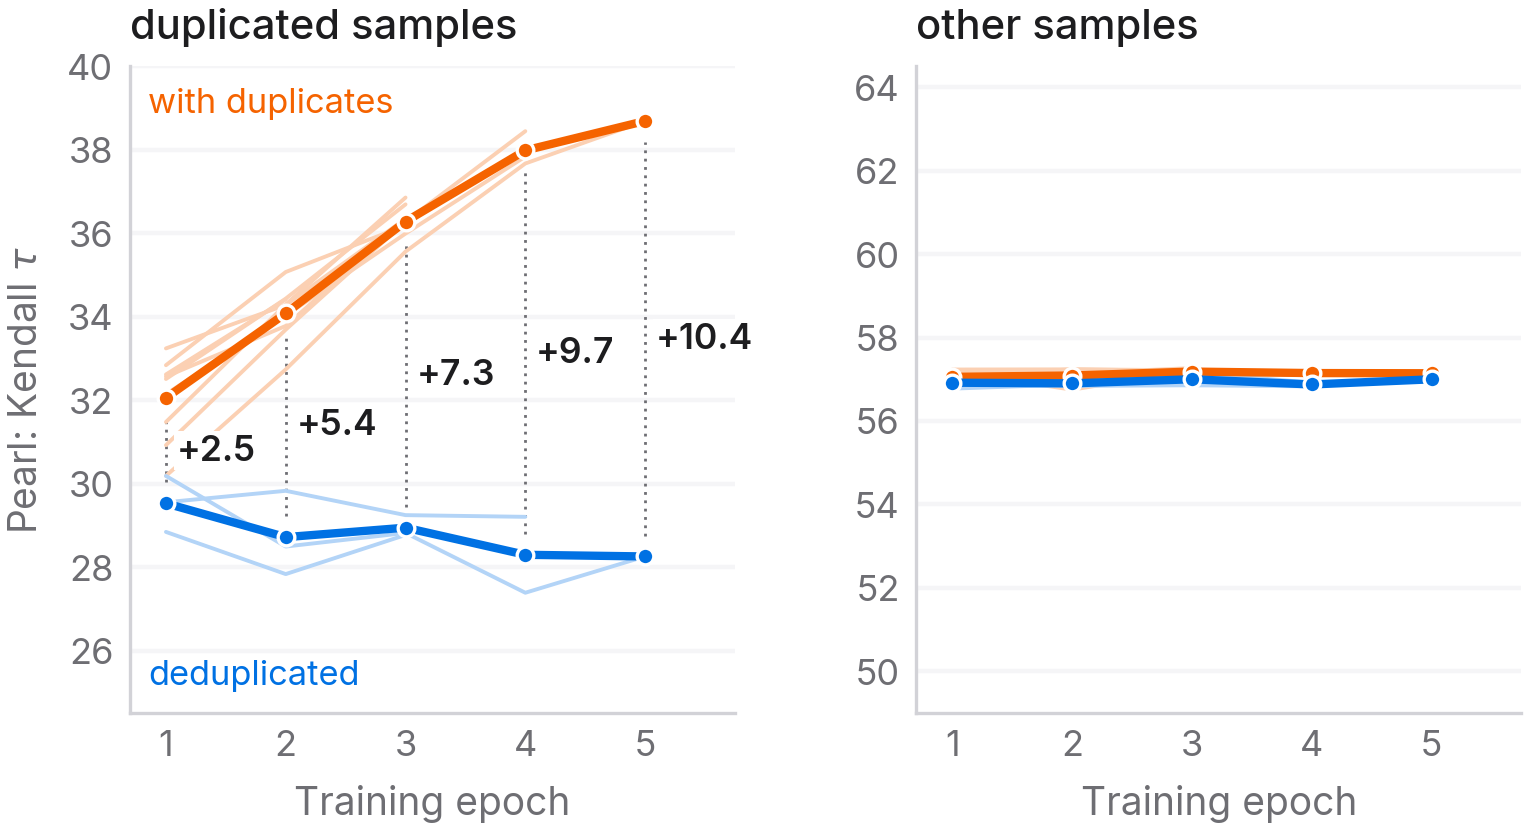 duplicated samples
Pearl: Kendall τ
40
38
36
34
32
30
28
26
with duplicates
+2.5
+5.4
+7.3
+9.7
+10.4
deduplicated
1 2 3 4 5
Training epoch
other samples
64
62
60
58
56
54
52
50
1 2 3 4 5
Training epoch